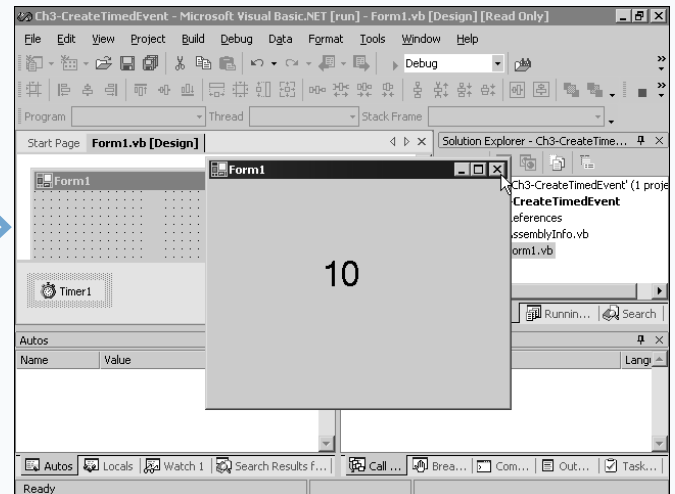 Ch3-CreateTimedEvent - Microsoft Visual Basic.NET [run] - Form1.vb [Design] [Read Only]
File Edit View Project Build Debug Data Format Tools Window Help
Debug
Program Thread Stack Frame
Start Page Form1.vb [Design] Solution Explorer - Ch3-CreateTime...
Form1 Form1
Ch3-CreateTimedEvent' (1 proje
-CreateTimedEvent
eferences
AssemblyInfo.vb
orm1.vb
10
Timer1
Runnin... Search
Autos
Name Value Langu
Autos Locals Watch 1 Search Results f... Call ... Brea... Com... Out... Task...
Ready